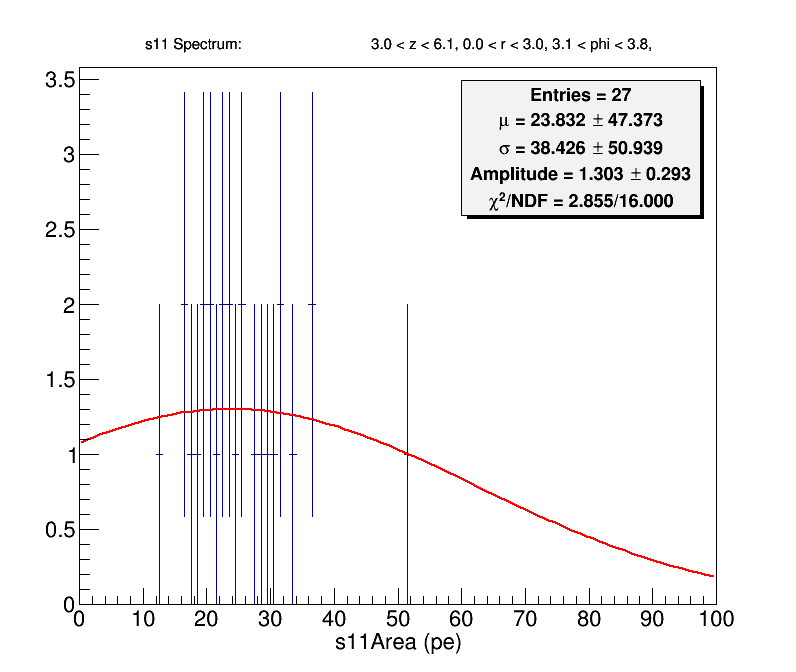 s11 Spectrum: 3.0 < z < 6.1, 0.0 < r < 3.0, 3.1 < phi < 3.8,
Entries = 27
μ = 23.832 ± 47.373
σ = 38.426 ± 50.939
Amplitude = 1.303 ± 0.293
χ²/NDF = 2.855/16.000
3.5
3
2.5
2
1.5
1
0.5
0
0 10 20 30 40 50 60 70 80 90 100
s11Area (pe)